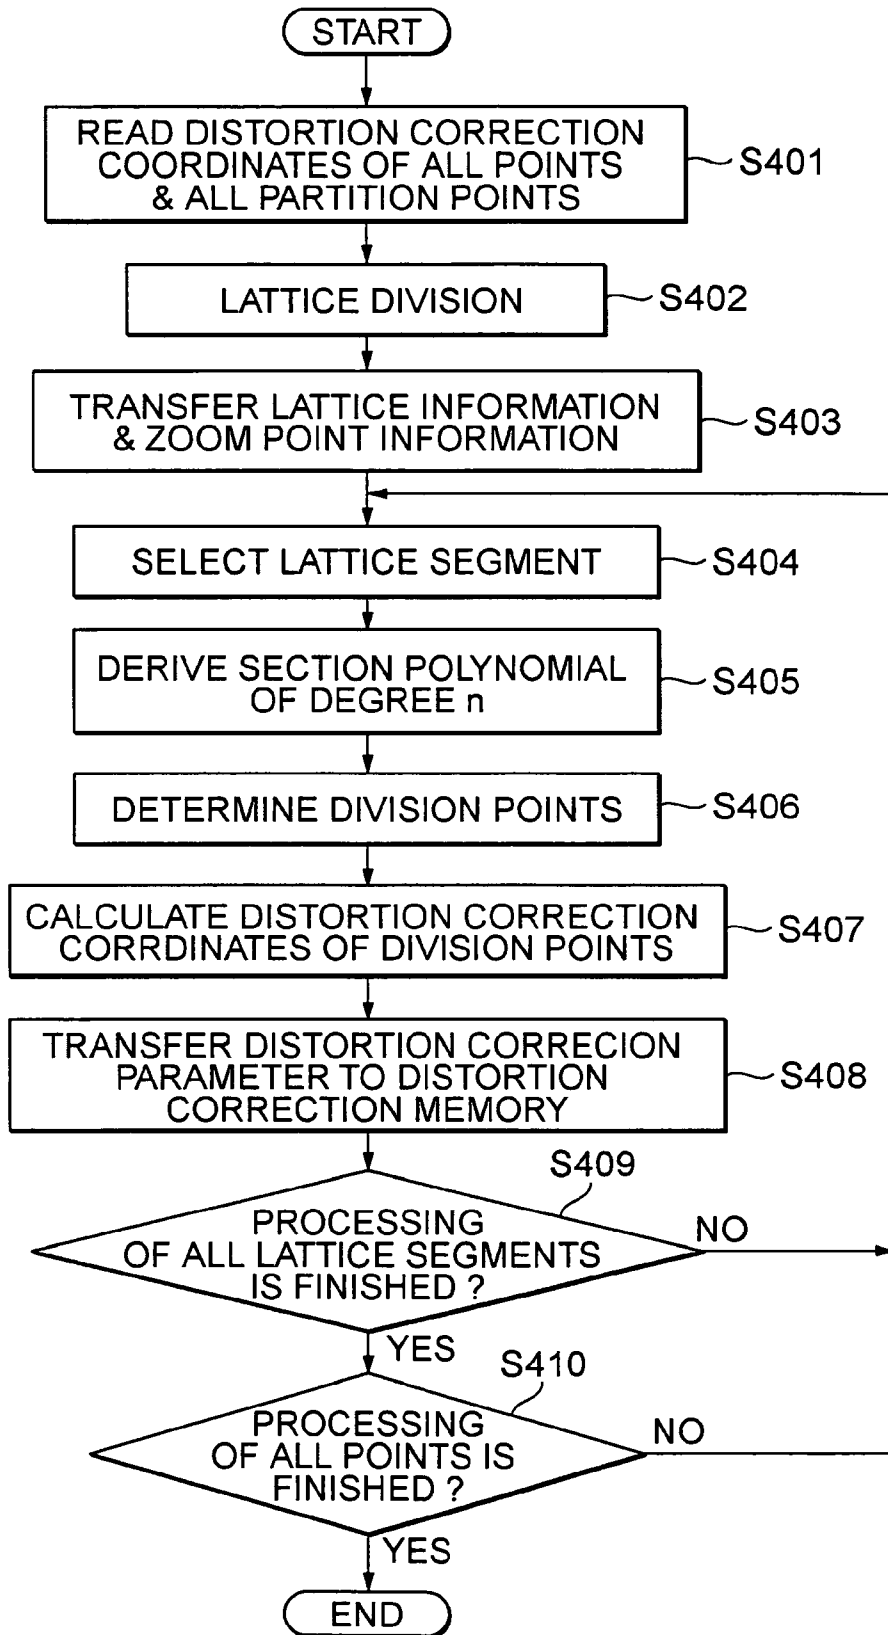 START
READ DISTORTION CORRECTION
COORDINATES OF ALL POINTS
& ALL PARTITION POINTS
S401
LATTICE DIVISION
S402
TRANSFER LATTICE INFORMATION
& ZOOM POINT INFORMATION
S403
SELECT LATTICE SEGMENT
S404
DERIVE SECTION POLYNOMIAL
OF DEGREE n
S405
DETERMINE DIVISION POINTS
S406
CALCULATE DISTORTION CORRECTION
CORRDINATES OF DIVISION POINTS
S407
TRANSFER DISTORTION CORRECION
PARAMETER TO DISTORTION
CORRECTION MEMORY
S408
S409
PROCESSING
OF ALL LATTICE SEGMENTS
IS FINISHED ?
NO
YES
S410
PROCESSING
OF ALL POINTS IS
FINISHED ?
NO
YES
END